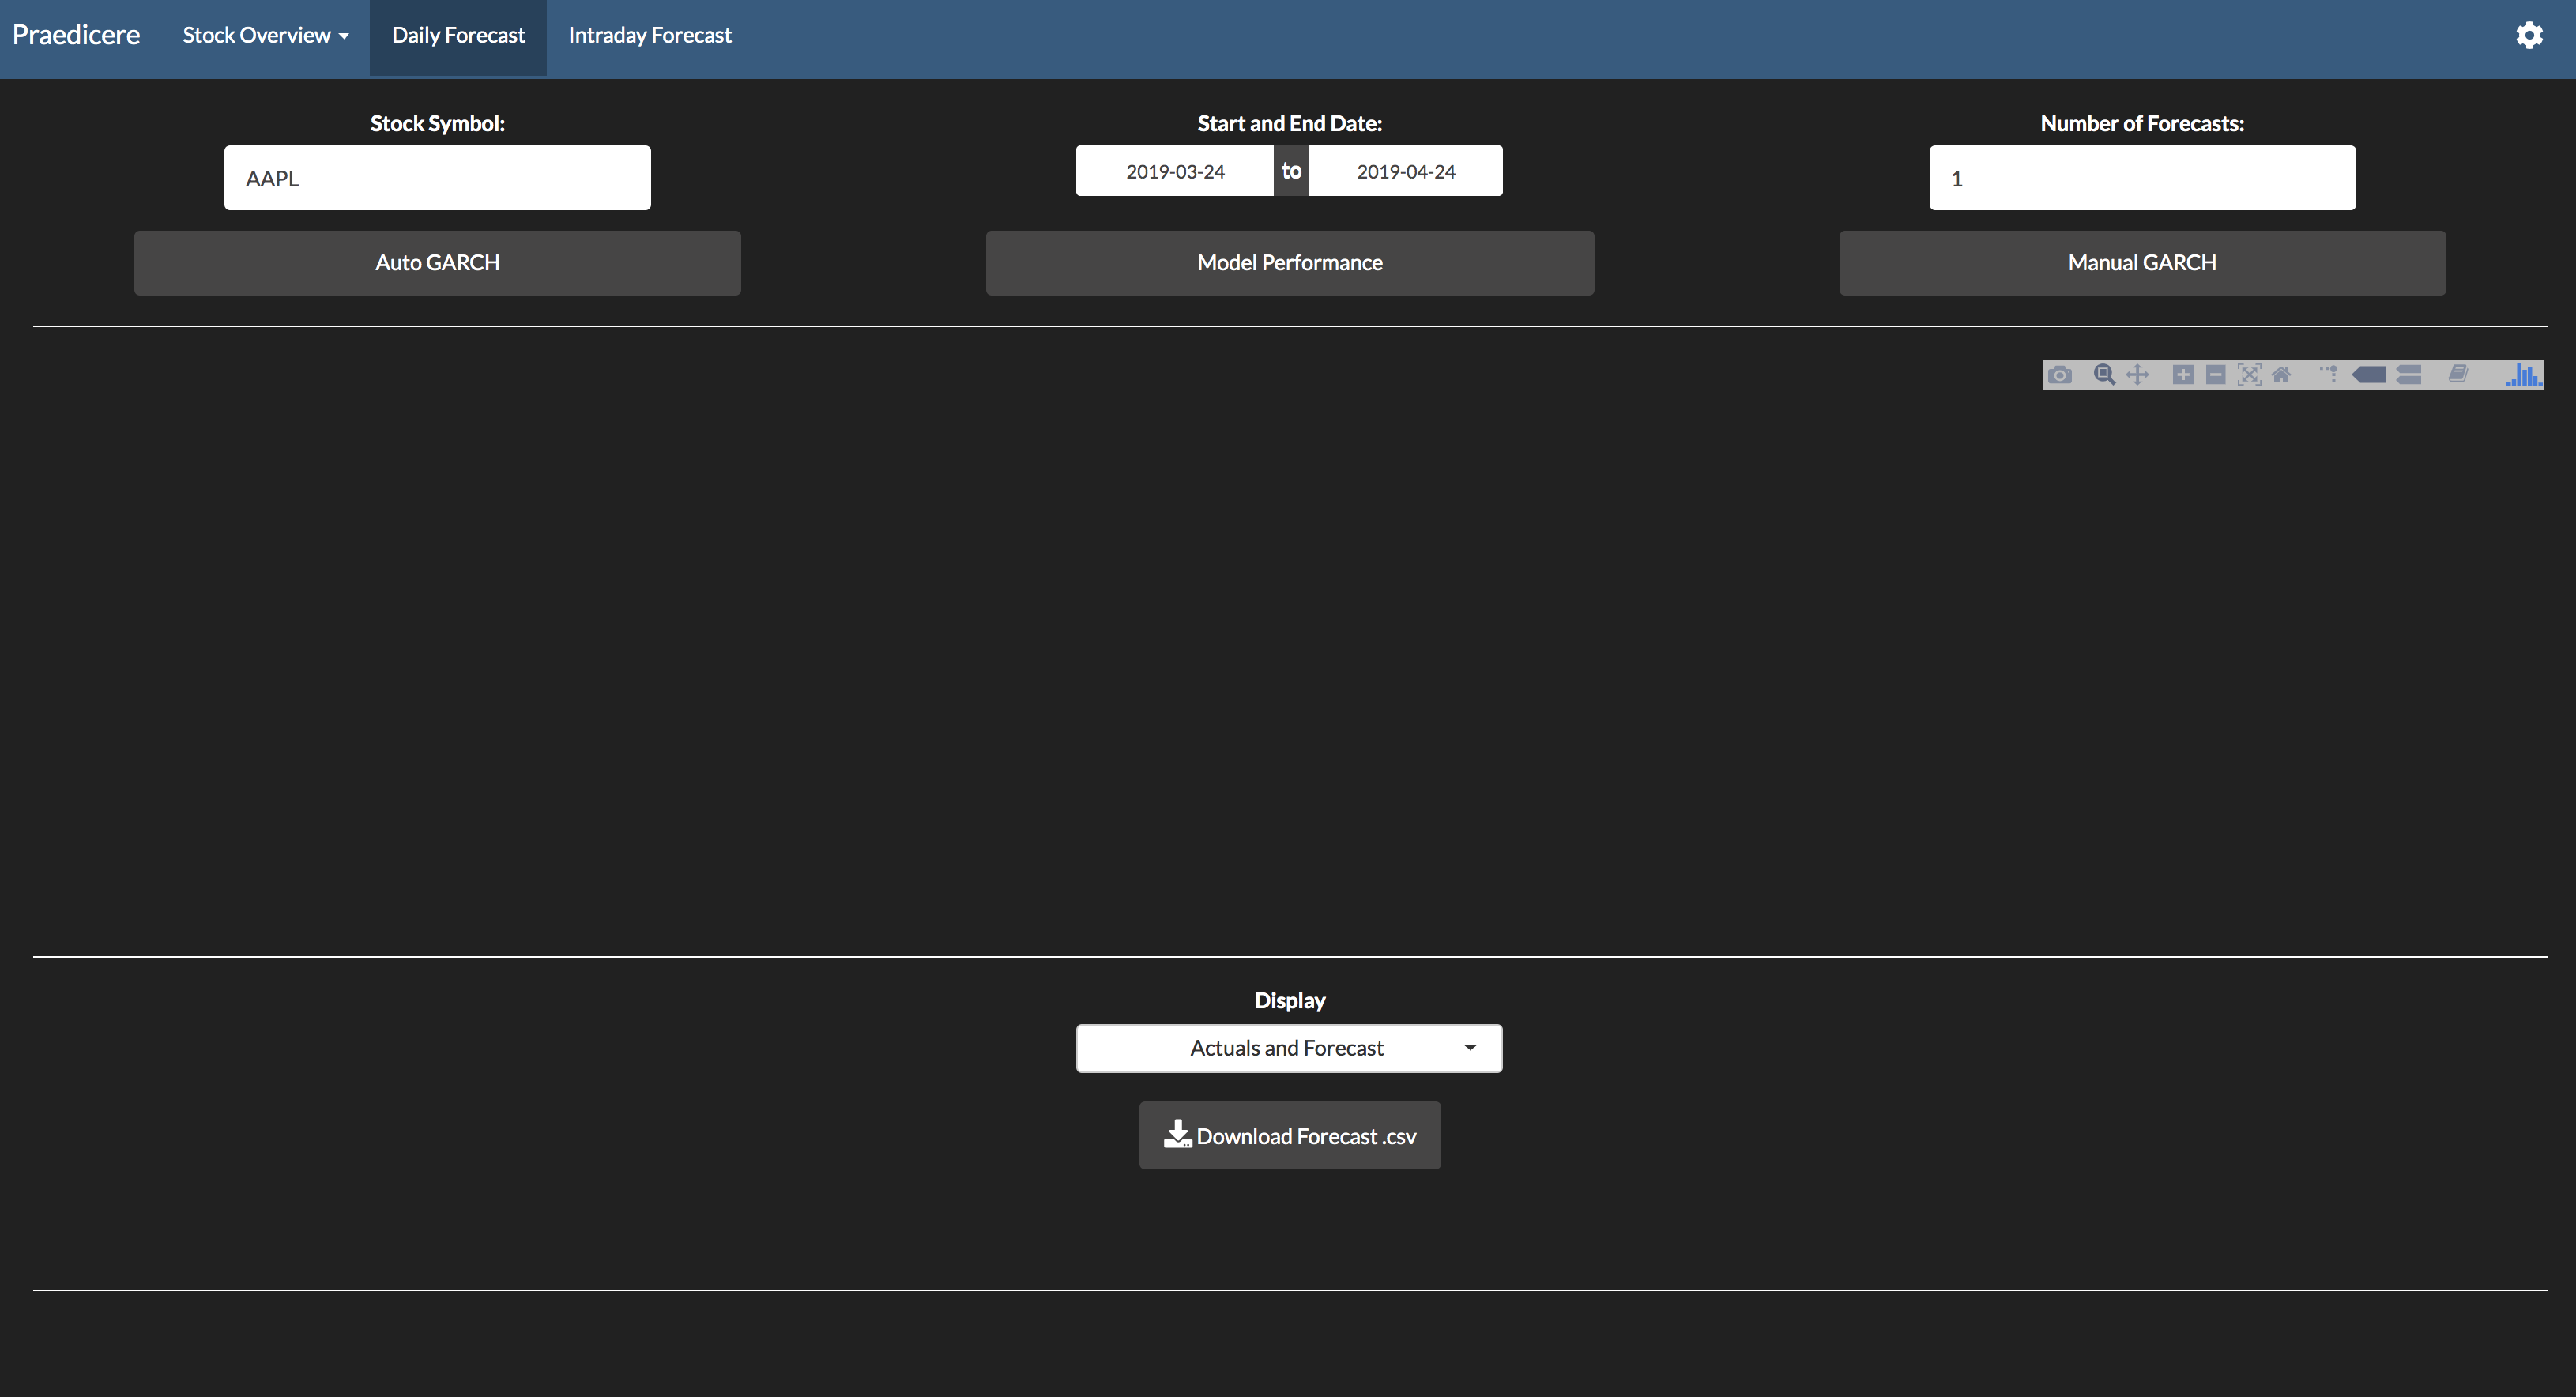 Praedicere Stock Overview Daily Forecast Intraday Forecast
Stock Symbol: Start and End Date: Number of Forecasts:
AAPL 2019-03-24 to 2019-04-24 1
Auto GARCH Model Performance Manual GARCH
Display
Actuals and Forecast
Download Forecast .csv